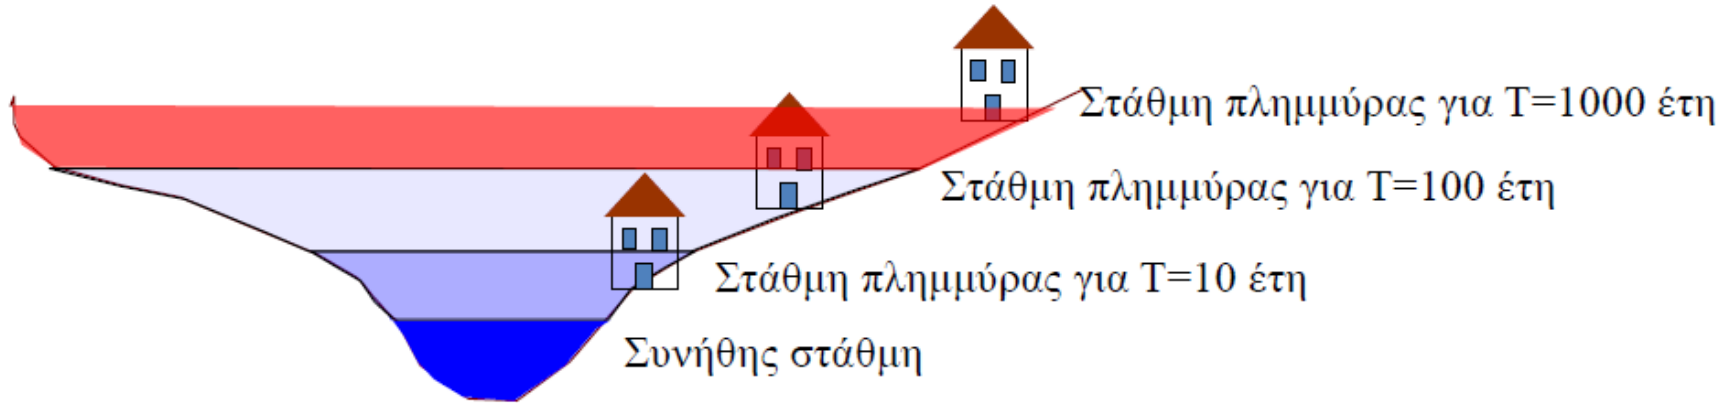 Στάθμη πλημμύρας για T=1000 έτη
Στάθμη πλημμύρας για T=100 έτη
Στάθμη πλημμύρας για T=10 έτη
Συνήθης στάθμη